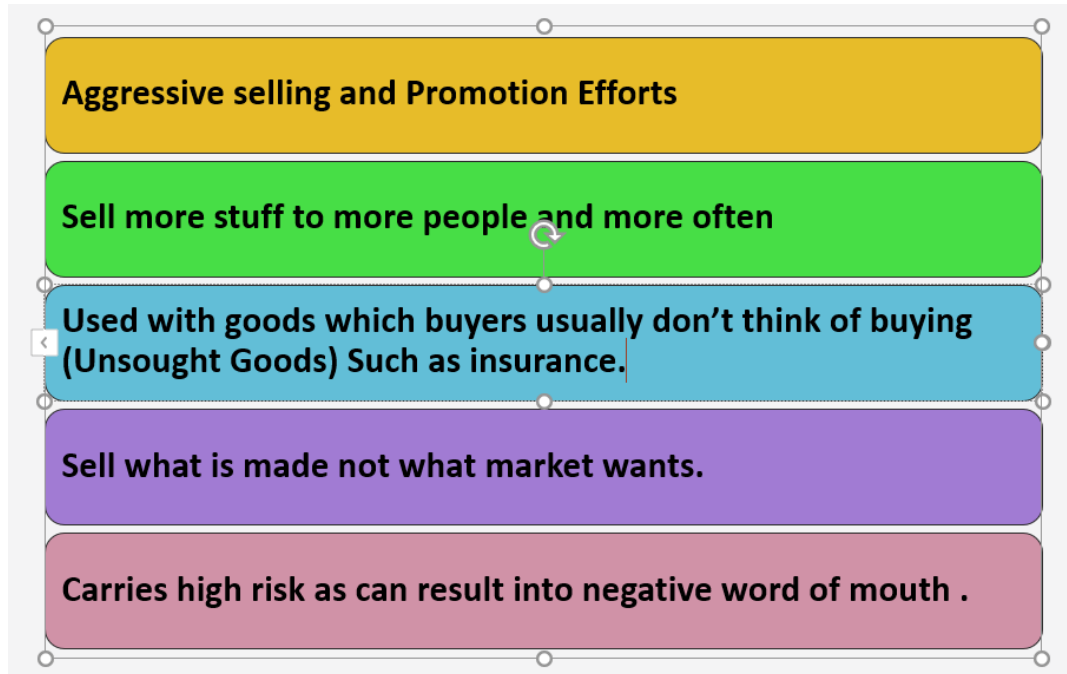 Aggressive selling and Promotion Efforts
Sell more stuff to more people and more often
Used with goods which buyers usually don’t think of buying
(Unsought Goods) Such as insurance.
Sell what is made not what market wants.
Carries high risk as can result into negative word of mouth .